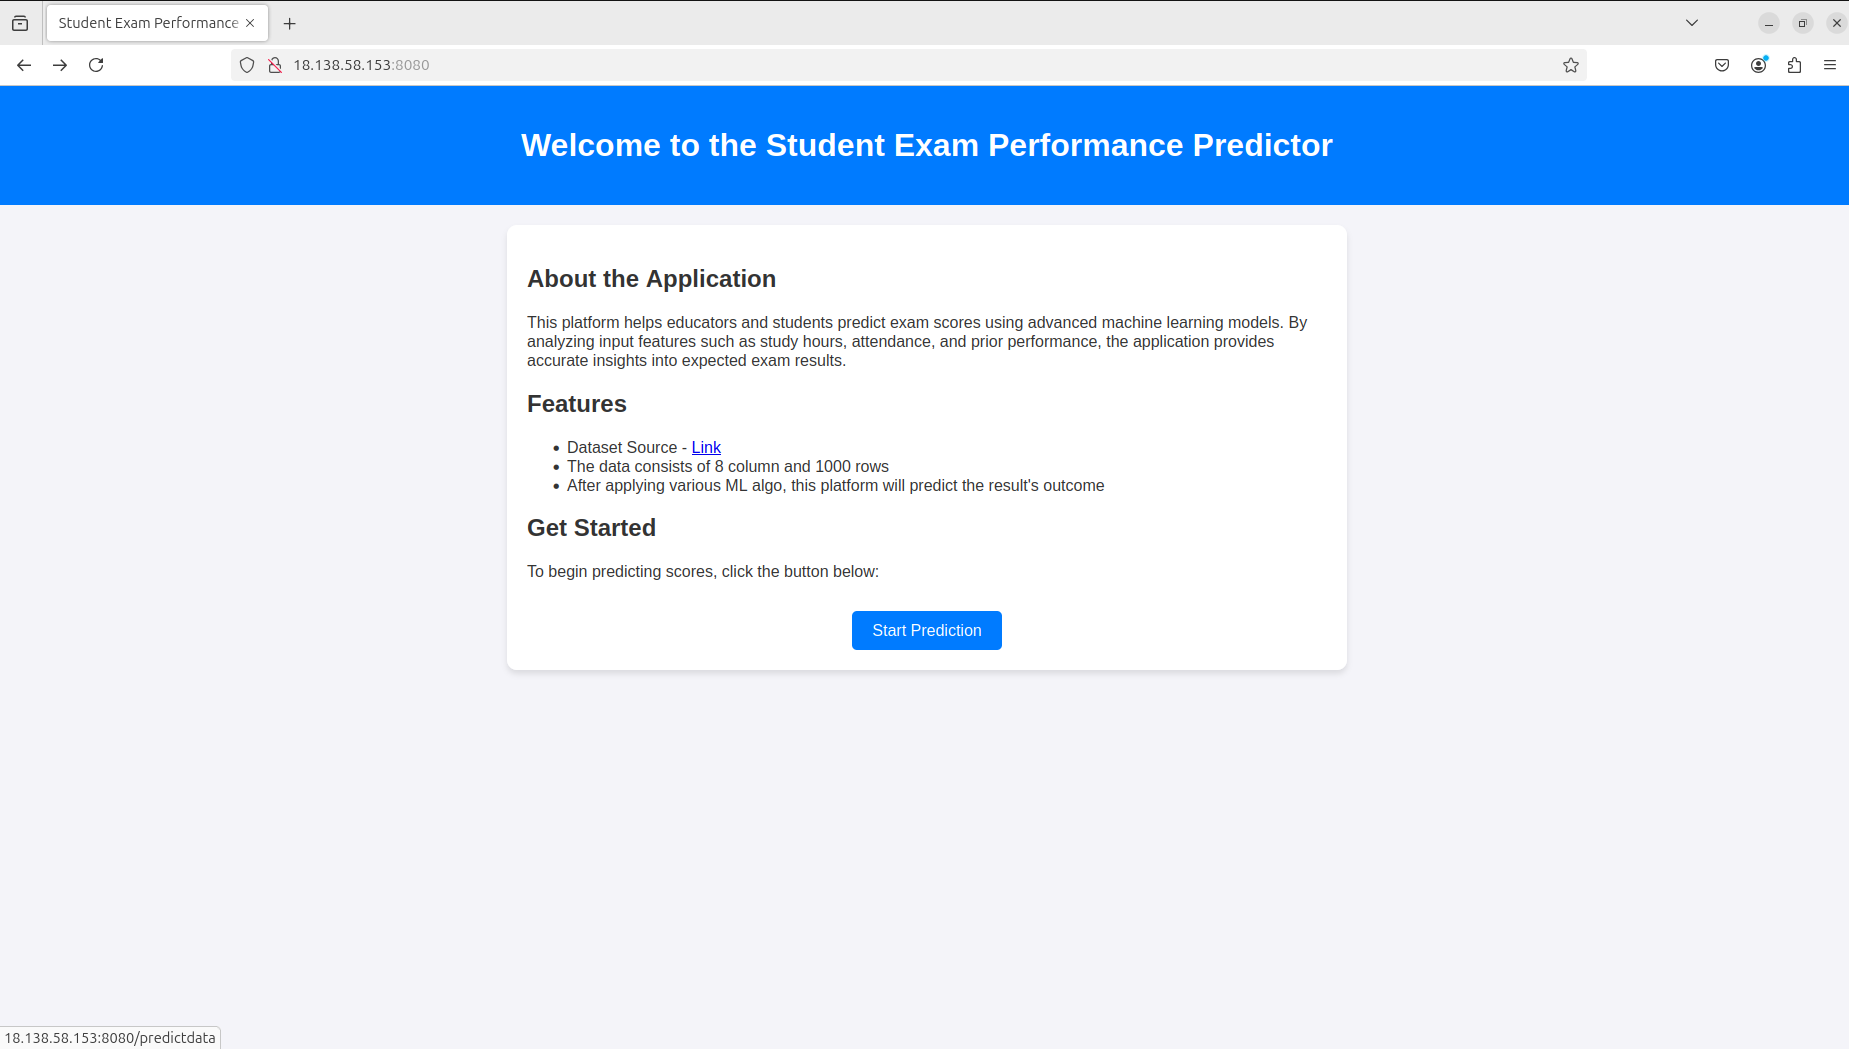 Student Exam Performance
18.138.58.153:8080
Welcome to the Student Exam Performance Predictor
About the Application
This platform helps educators and students predict exam scores using advanced machine learning models. By
analyzing input features such as study hours, attendance, and prior performance, the application provides
accurate insights into expected exam results.
Features
• Dataset Source - Link
• The data consists of 8 column and 1000 rows
• After applying various ML algo, this platform will predict the result's outcome
Get Started
To begin predicting scores, click the button below:
Start Prediction
18.138.58.153:8080/predictdata